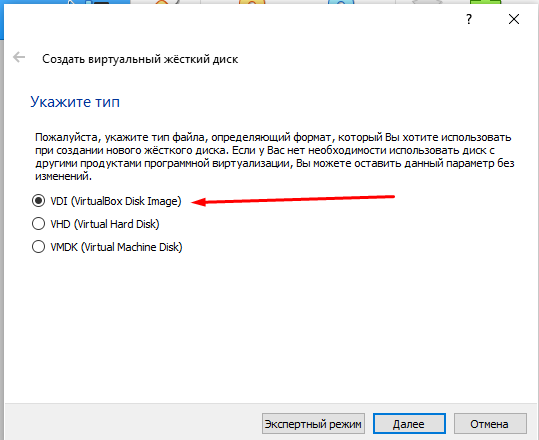 ?
Создать виртуальный жёсткий диск
Укажите тип
Пожалуйста, укажите тип файла, определяющий формат, который Вы хотите использовать
при создании нового жёсткого диска. Если у Вас нет необходимости использовать диск с
другими продуктами программной виртуализации, Вы можете оставить данный параметр без
изменений.
VDI (VirtualBox Disk Image)
VHD (Virtual Hard Disk)
VMDK (Virtual Machine Disk)
Экспертный режим Далее Отмена